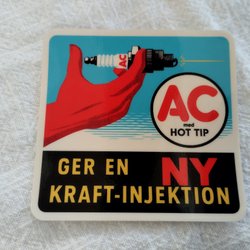 AC
AC
med
HOT TIP
GER EN NY
KRAFT-INJEKTION